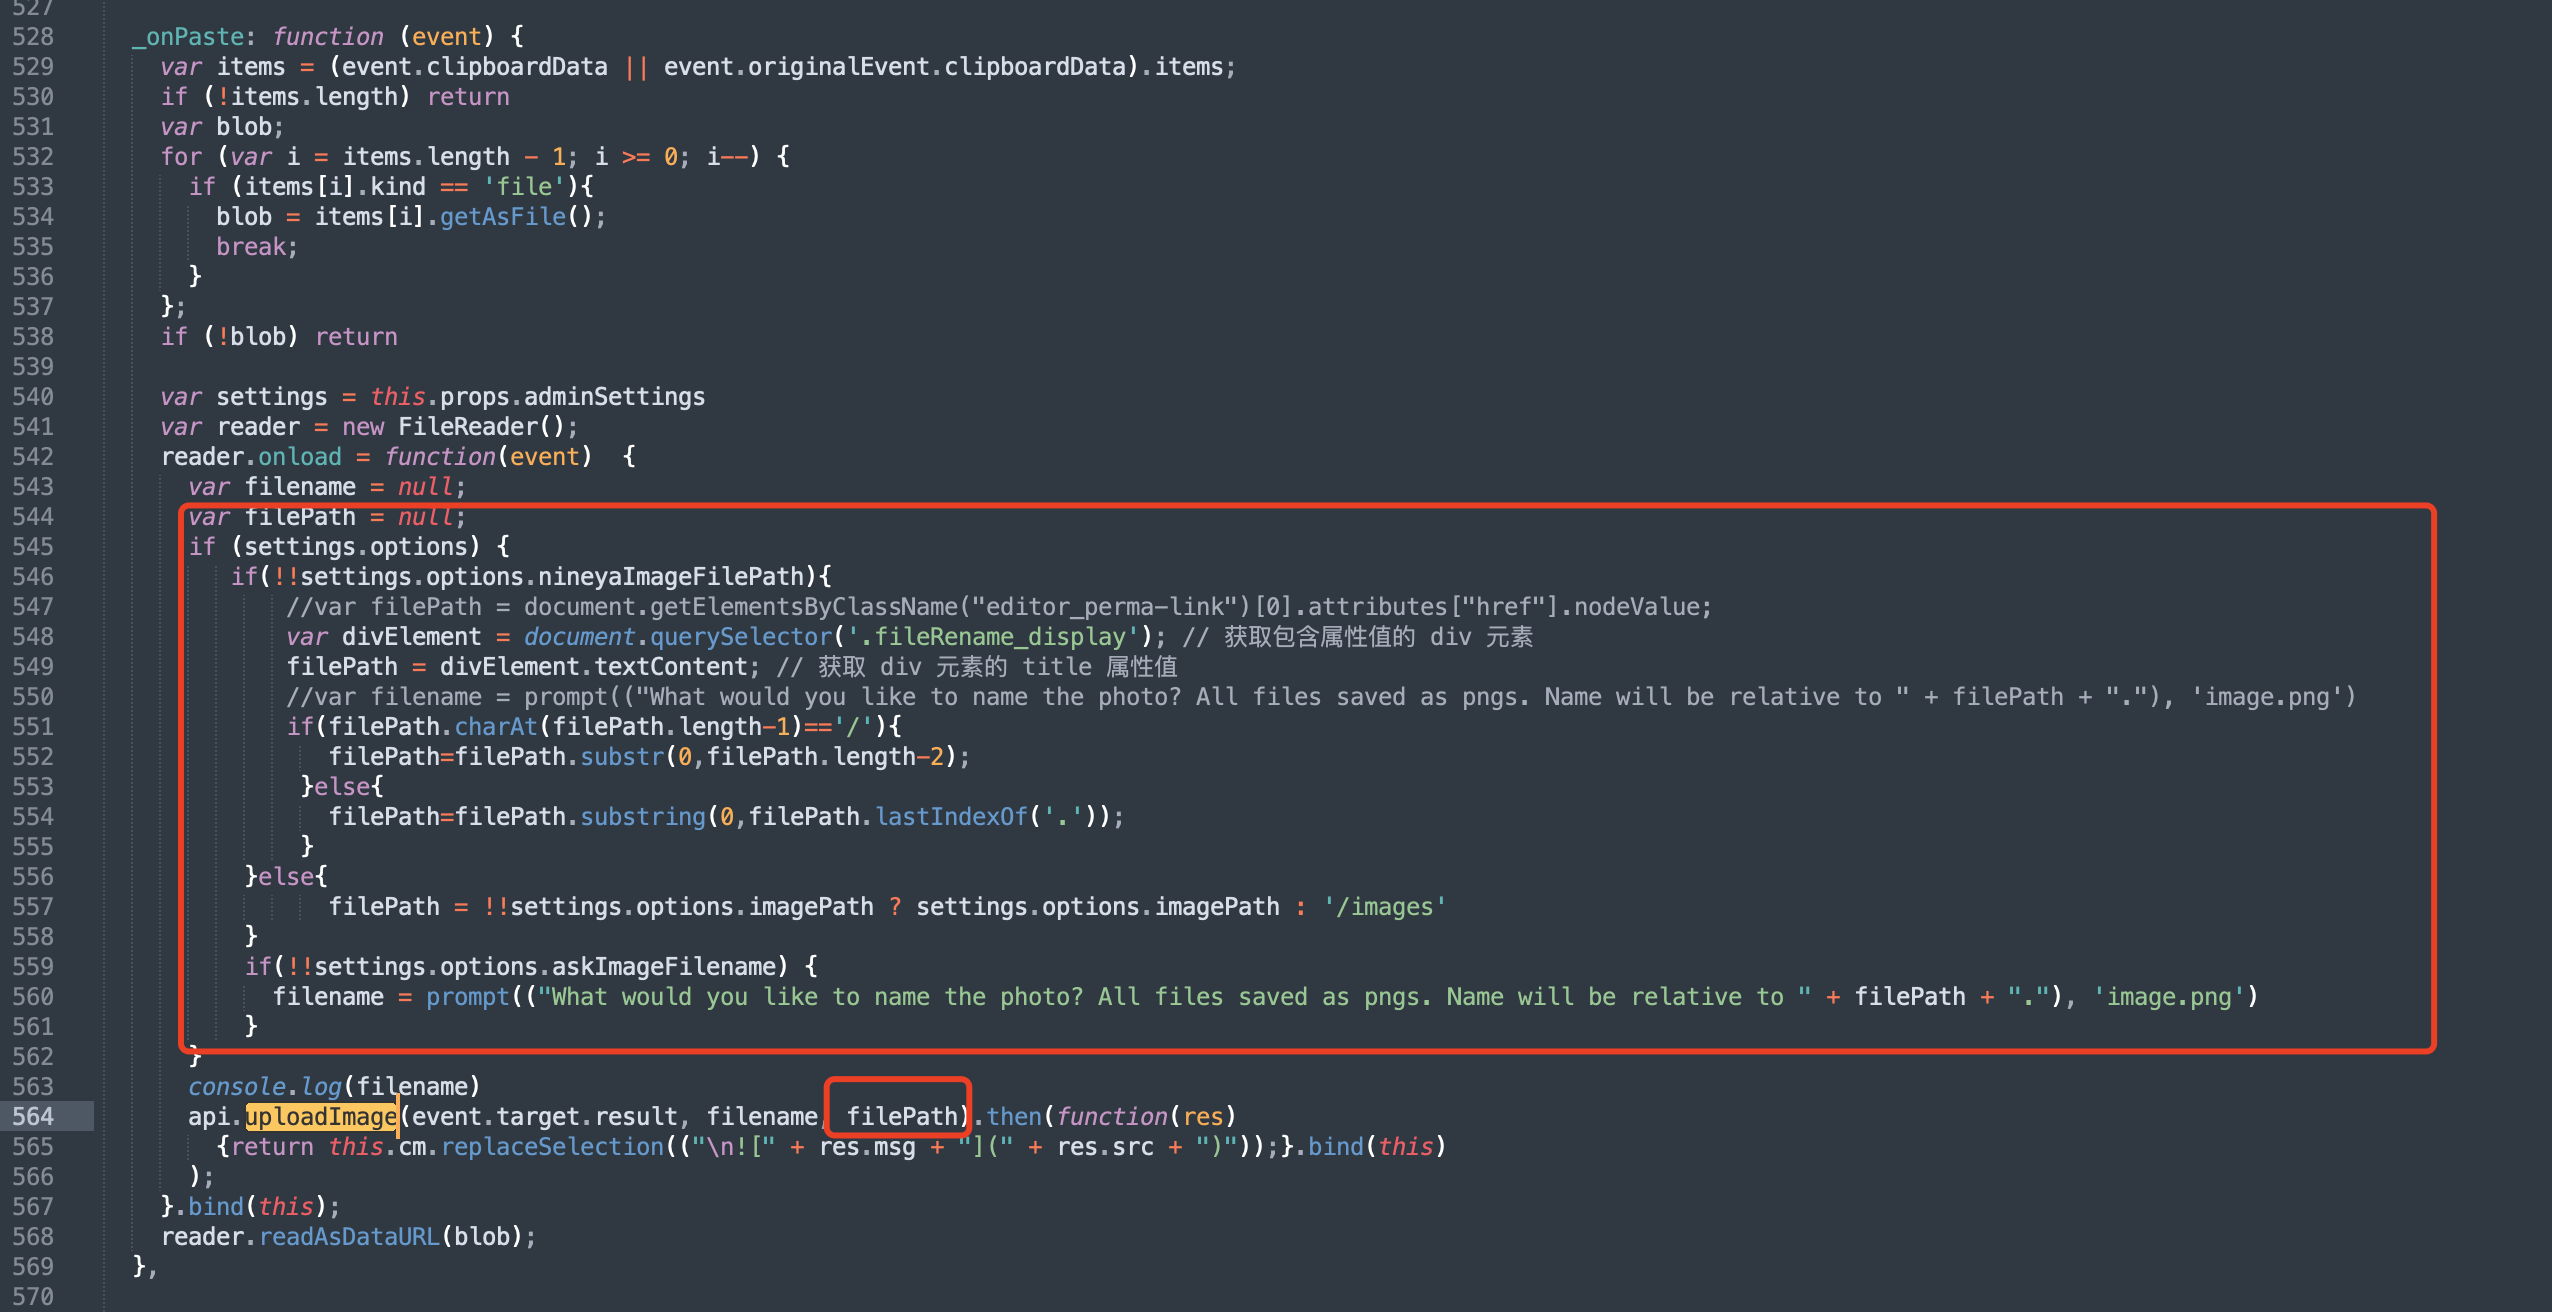 527
528 _onPaste: function (event) {
529 var items = (event.clipboardData || event.originalEvent.clipboardData).items;
530 if (!items.length) return
531 var blob;
532 for (var i = items.length - 1; i >= 0; i--) {
533 if (items[i].kind == 'file'){
534 blob = items[i].getAsFile();
535 break;
536 }
537 };
538 if (!blob) return
539
540 var settings = this.props.adminSettings
541 var reader = new FileReader();
542 reader.onload = function(event)  {
543 var filename = null;
544 var filePath = null;
545 if (settings.options) {
546 if(!!settings.options.nineyaImageFilePath){
547 //var filePath = document.getElementsByClassName("editor_perma-link")[0].attributes["href"].nodeValue;
548 var divElement = document.querySelector('.fileRename_display'); // 获取包含属性值的 div 元素
549 filePath = divElement.textContent; // 获取 div 元素的 title 属性值
550 //var filename = prompt(("What would you like to name the photo? All files saved as pngs. Name will be relative to " + filePath + "."), 'image.png')
551 if(filePath.charAt(filePath.length-1)=='/'){
552 filePath=filePath.substr(0,filePath.length-2);
553 }else{
554 filePath=filePath.substring(0,filePath.lastIndexOf('.'));
555 }
556 }else{
557 filePath = !!settings.options.imagePath ? settings.options.imagePath : '/images'
558 }
559 if(!!settings.options.askImageFilename) {
560 filename = prompt(("What would you like to name the photo? All files saved as pngs. Name will be relative to " + filePath + "."), 'image.png')
561 }
562 }
563 console.log(filename)
564 api.uploadImage(event.target.result, filename, filePath).then(function(res)
565 {return this.cm.replaceSelection(("\n![" + res.msg + "](" + res.src + ")"));}.bind(this)
566 );
567 }.bind(this);
568 reader.readAsDataURL(blob);
569 },
570